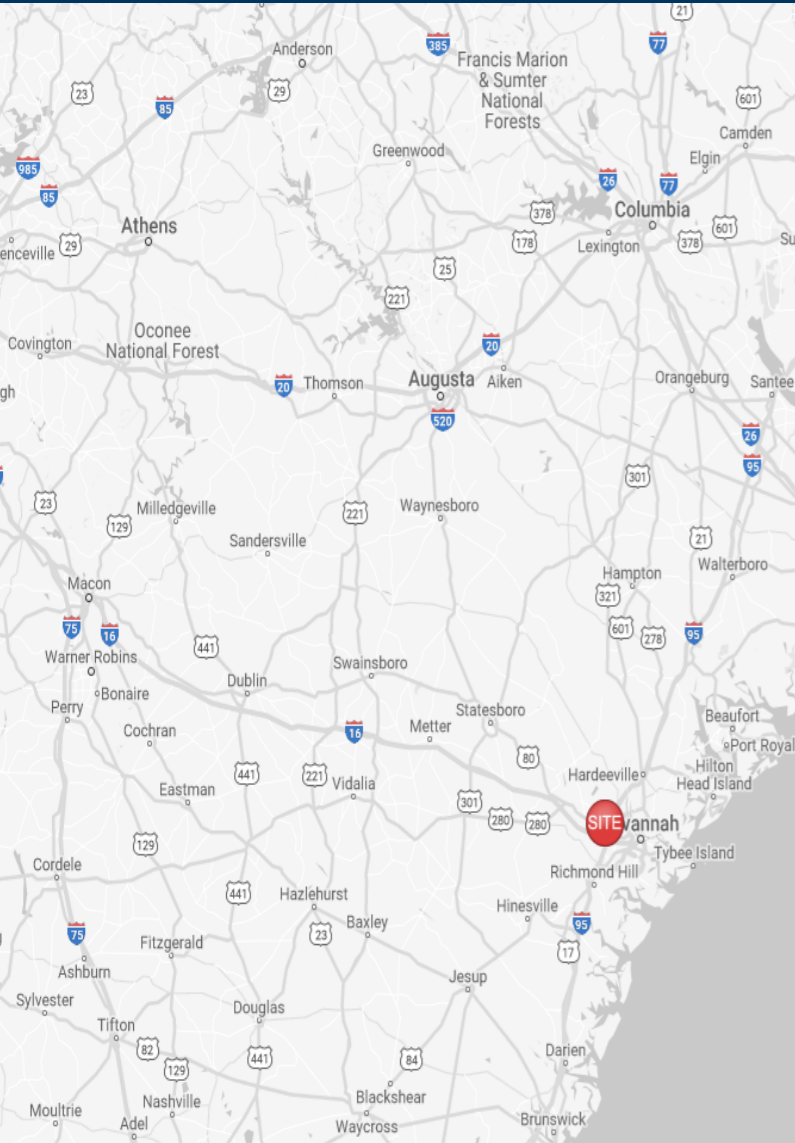 21
Anderson
385
77
Francis Marion
& Sumter
National
Forests
23
29
85
601
Camden
Greenwood
Elgin
985
85
26
77
378
Columbia
Athens
601
enceville
29
178
Lexington
378
Su
25
221
Oconee
National Forest
Covington
20
20
Thomson
Augusta
Aiken
Orangeburg
Santee
gh
520
26
95
301
23
129
Milledgeville
221
Waynesboro
Sandersville
21
Walterboro
Hampton
Macon
321
75
16
601
278
95
441
Warner Robins
Swainsboro
Dublin
Bonaire
Perry
Statesboro
Beaufort
Cochran
16
Metter
Port Royal
80
Hilton
Head Island
Hardeeville
441
221
Vidalia
Eastman
301
280
280
SITE
vannah
129
Tybee Island
Cordele
Richmond Hill
441
Hazlehurst
Hinesville
Baxley
95
75
23
Fitzgerald
17
Ashburn
Jesup
Sylvester
Douglas
Tifton
82
441
84
Darien
129
Blackshear
Nashville
Moultrie
Waycross
Brunswick
Adel